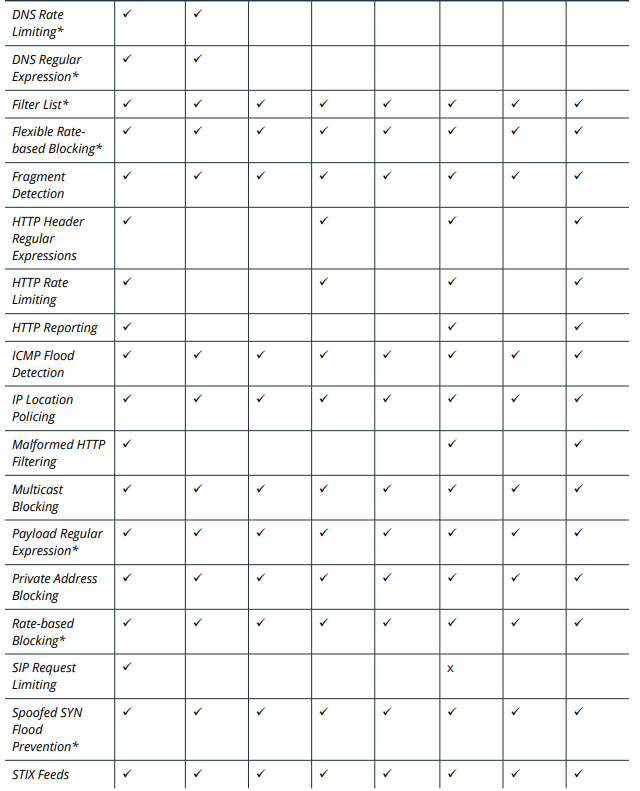 DNS Rate ✓ ✓
Limiting*
DNS Regular ✓ ✓
Expression*
Filter List* ✓ ✓ ✓ ✓ ✓ ✓ ✓ ✓
Flexible Rate- ✓ ✓ ✓ ✓ ✓ ✓ ✓ ✓
based Blocking*
Fragment ✓ ✓ ✓ ✓ ✓ ✓ ✓ ✓
Detection
HTTP Header ✓ ✓ ✓ ✓
Regular
Expressions
HTTP Rate ✓ ✓ ✓ ✓
Limiting
HTTP Reporting ✓ ✓ ✓
ICMP Flood ✓ ✓ ✓ ✓ ✓ ✓ ✓ ✓
Detection
IP Location ✓ ✓ ✓ ✓ ✓ ✓ ✓ ✓
Policing
Malformed HTTP ✓ ✓ ✓
Filtering
Multicast ✓ ✓ ✓ ✓ ✓ ✓ ✓ ✓
Blocking
Payload Regular ✓ ✓ ✓ ✓ ✓ ✓ ✓ ✓
Expression*
Private Address ✓ ✓ ✓ ✓ ✓ ✓ ✓ ✓
Blocking
Rate-based ✓ ✓ ✓ ✓ ✓ ✓ ✓ ✓
Blocking*
SIP Request ✓ x
Limiting
Spoofed SYN ✓ ✓ ✓ ✓ ✓ ✓ ✓ ✓
Flood
Prevention*
STIX Feeds ✓ ✓ ✓ ✓ ✓ ✓ ✓ ✓